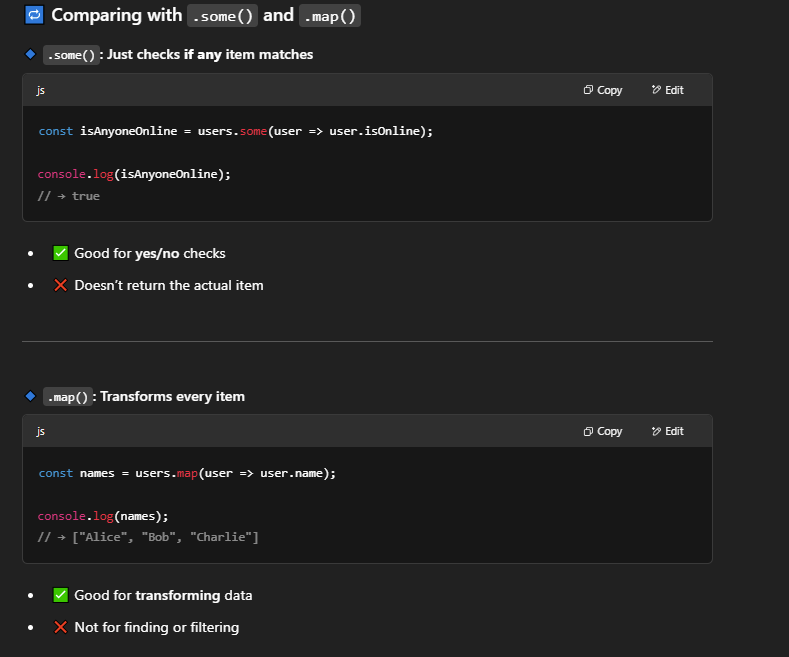 🔁 Comparing with .some() and .map()
🔹 .some(): Just checks if any item matches
js Copy Edit
const isAnyoneOnline = users.some(user => user.isOnline);
console.log(isAnyoneOnline);
// → true
• ✅ Good for yes/no checks
• ❌ Doesn’t return the actual item
🔹 .map(): Transforms every item
js Copy Edit
const names = users.map(user => user.name);
console.log(names);
// → ["Alice", "Bob", "Charlie"]
• ✅ Good for transforming data
• ❌ Not for finding or filtering